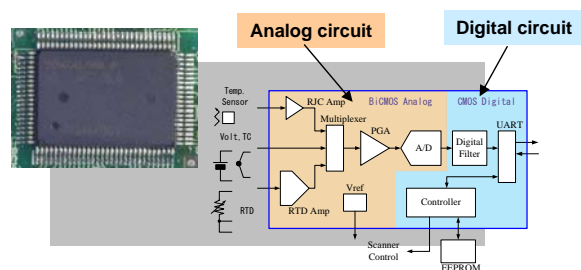 Analog circuit
Digital circuit
Temp.
Sensor
RJC Amp
BiCMOS Analog
CMOS Digital
Multiplexer
UART
Volt, TC
PGA
A/D
Digital
Filter
Vref
Controller
RTD
RTD Amp
Scanner
Control
EEPROM